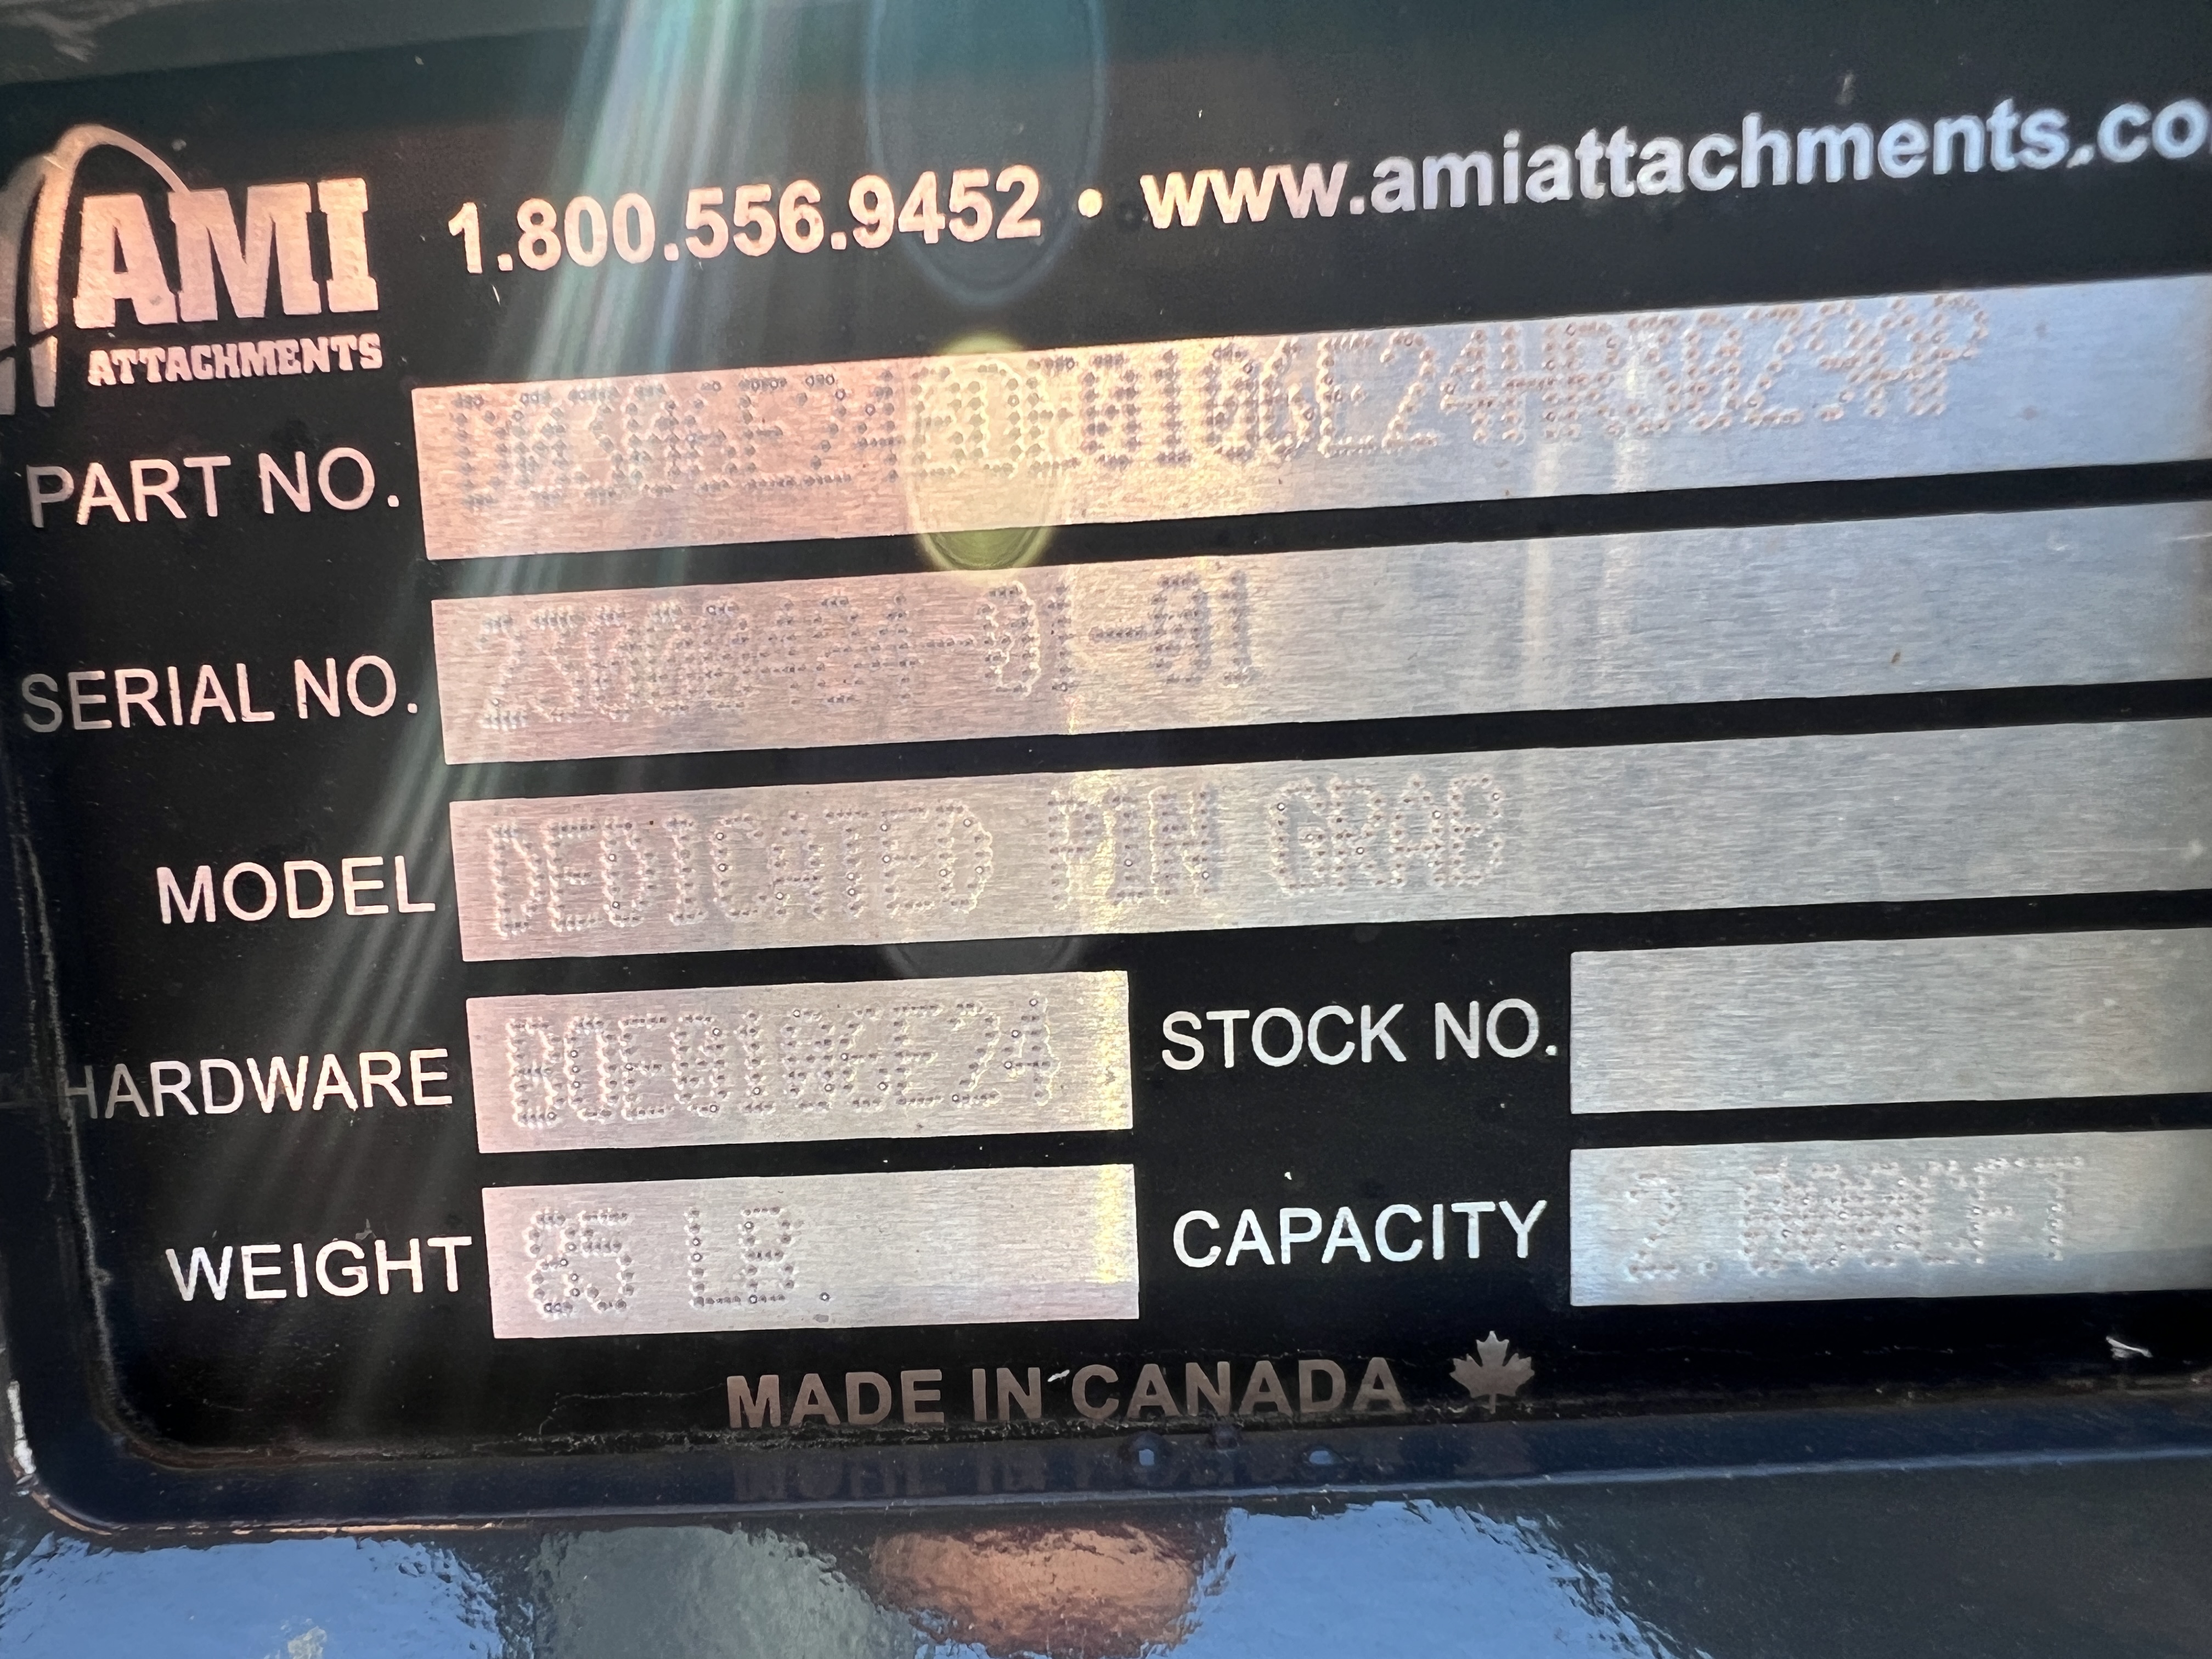 AMI
ATTACHMENTS
1.800.556.9452 • www.amiattachments.co
PART NO.
SERIAL NO.
MODEL DEDICATED PIN GRAB
HARDWARE BOE010GE24
STOCK NO.
WEIGHT 85 LB.
CAPACITY
MADE IN CANADA